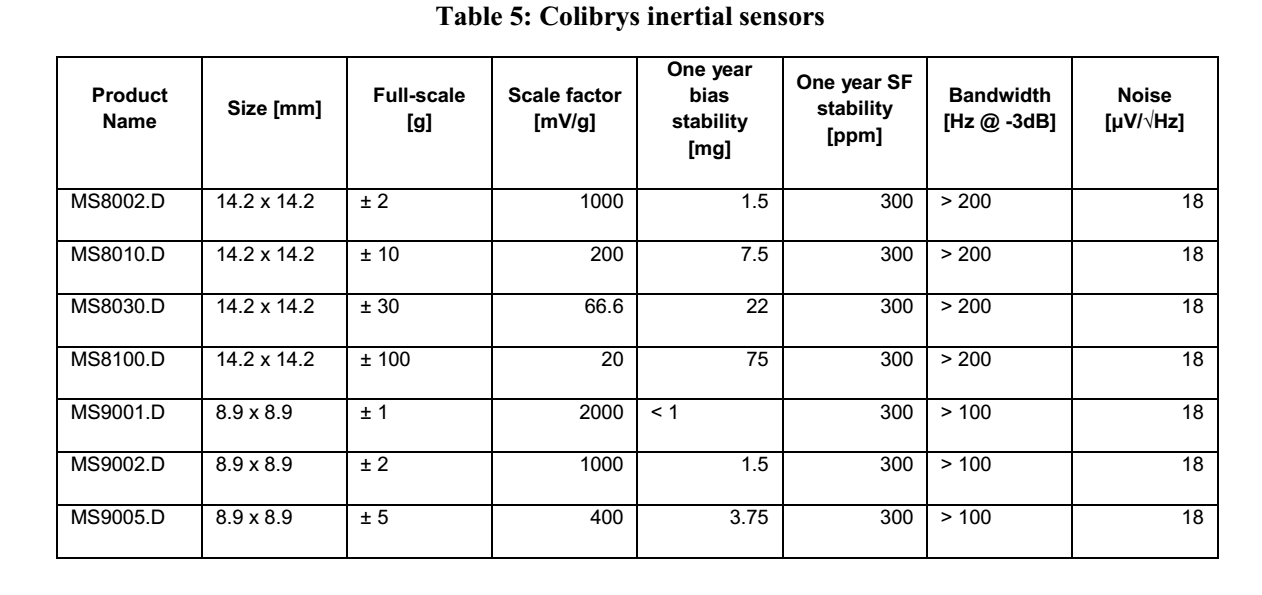 Table 5: Colibrys inertial sensors
Product Name | Size [mm] | Full-scale [g] | Scale factor [mV/g] | One year bias stability [mg] | One year SF stability [ppm] | Bandwidth [Hz @ -3dB] | Noise [µV/√Hz]
MS8002.D | 14.2 x 14.2 | ± 2 | 1000 | 1.5 | 300 | > 200 | 18
MS8010.D | 14.2 x 14.2 | ± 10 | 200 | 7.5 | 300 | > 200 | 18
MS8030.D | 14.2 x 14.2 | ± 30 | 66.6 | 22 | 300 | > 200 | 18
MS8100.D | 14.2 x 14.2 | ± 100 | 20 | 75 | 300 | > 200 | 18
MS9001.D | 8.9 x 8.9 | ± 1 | 2000 | < 1 | 300 | > 100 | 18
MS9002.D | 8.9 x 8.9 | ± 2 | 1000 | 1.5 | 300 | > 100 | 18
MS9005.D | 8.9 x 8.9 | ± 5 | 400 | 3.75 | 300 | > 100 | 18